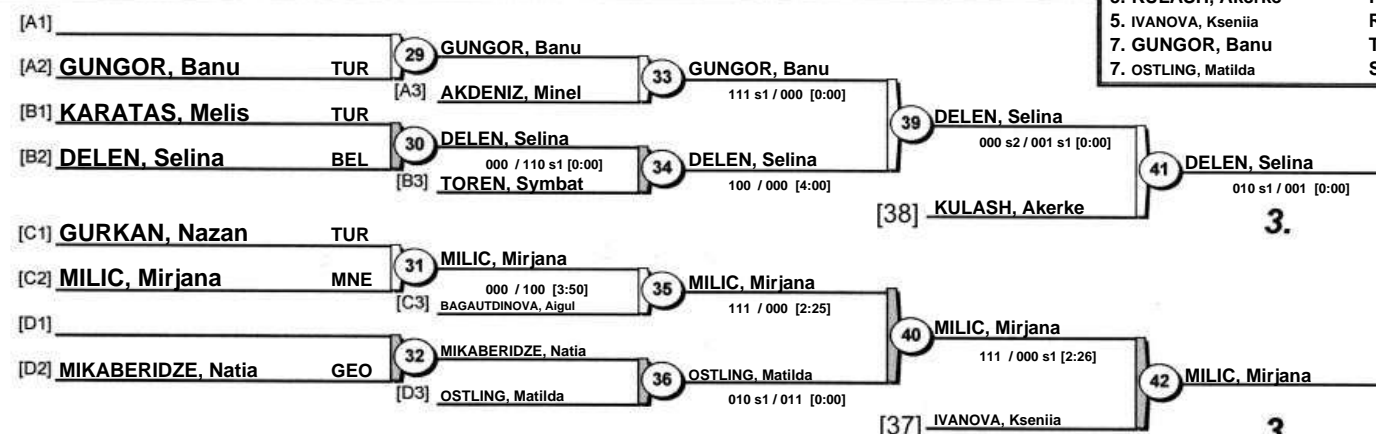 3. KULASH, Akerke
5. IVANOVA, Kseniia
7. GUNGOR, Banu
7. OSTLING, Matilda
[A1]
[A2] GUNGOR, Banu TUR
29
GUNGOR, Banu
[A3] AKDENIZ, Minel
33
GUNGOR, Banu
111 s1 / 000 [0:00]
[B1] KARATAS, Melis TUR
[B2] DELEN, Selina BEL
30
DELEN, Selina
000 / 110 s1 [0:00]
[B3] TOREN, Symbat
34
DELEN, Selina
100 / 000 [4:00]
39
DELEN, Selina
000 s2 / 001 s1 [0:00]
[38] KULASH, Akerke
41
DELEN, Selina
010 s1 / 001 [0:00]
3.
[C1] GURKAN, Nazan TUR
[C2] MILIC, Mirjana MNE
31
MILIC, Mirjana
000 / 100 [3:50]
[C3] BAGAUTDINOVA, Aigul
35
MILIC, Mirjana
111 / 000 [2:25]
[D1]
[D2] MIKABERIDZE, Natia GEO
32
MIKABERIDZE, Natia
[D3] OSTLING, Matilda
36
OSTLING, Matilda
010 s1 / 011 [0:00]
40
MILIC, Mirjana
111 / 000 s1 [2:26]
[37] IVANOVA, Kseniia
42
MILIC, Mirjana
3